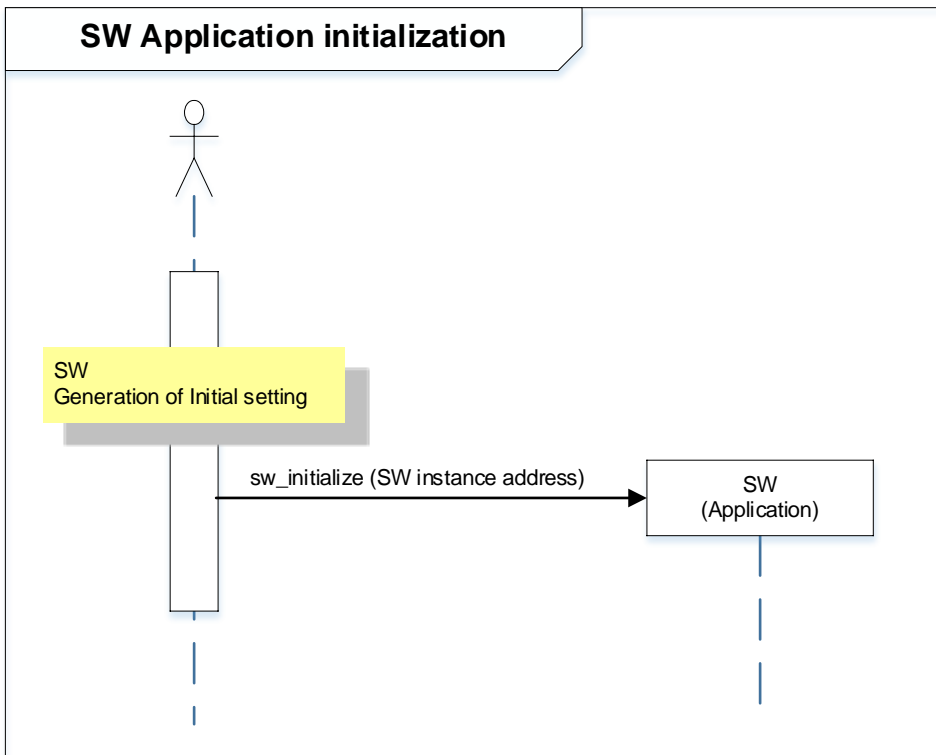 SW Application initialization
SW
Generation of Initial setting
sw_initialize (SW instance address)
SW
(Application)